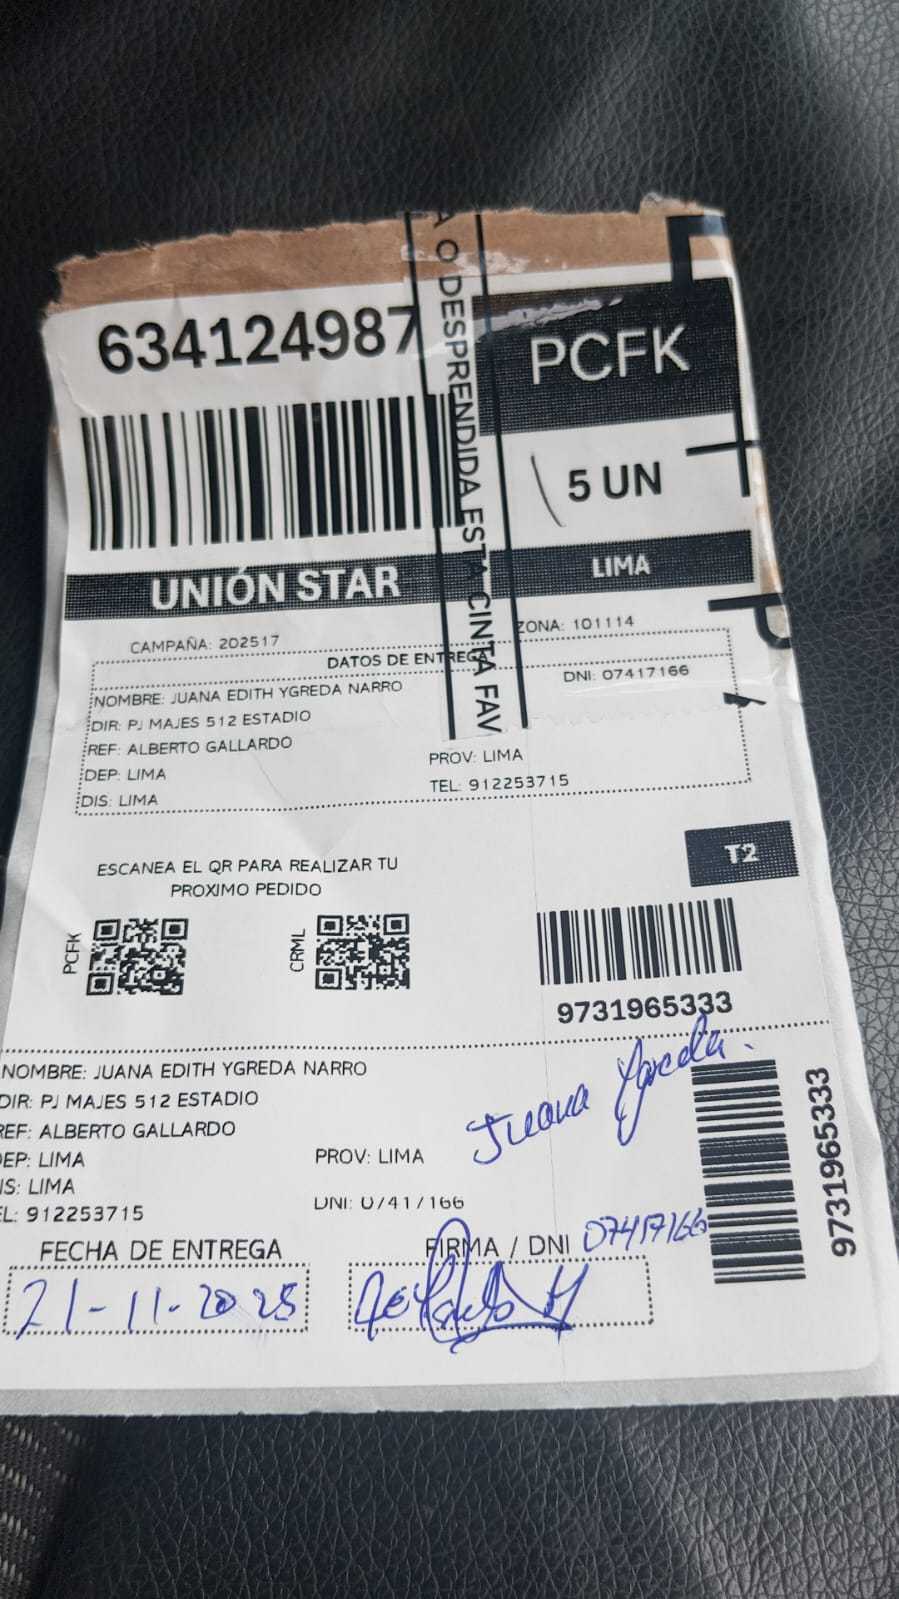 634124987
PCFK
5 UN
A O DESPRENDIDA ESTA CINTA FAV
UNIÓN STAR
LIMA
CAMPAÑA: 202517
ZONA: 101114
DATOS DE ENTREGA
NOMBRE: JUANA EDITH YGREDA NARRO
DNI: 07417166
DIR: PJ MAJES 512 ESTADIO
REF: ALBERTO GALLARDO
DEP: LIMA
PROV: LIMA
DIS: LIMA
TEL: 912253715
ESCANEA EL QR PARA REALIZAR TU
PROXIMO PEDIDO
T2
PCFK
CRML
9731965333
NOMBRE: JUANA EDITH YGREDA NARRO
DIR: PJ MAJES 512 ESTADIO
REF: ALBERTO GALLARDO
DEP: LIMA
PROV: LIMA
IS: LIMA
DNI: 07417166
EL: 912253715
Juana Ygreda.
9731965333
FECHA DE ENTREGA
FIRMA / DNI 07417166
21-11-2025